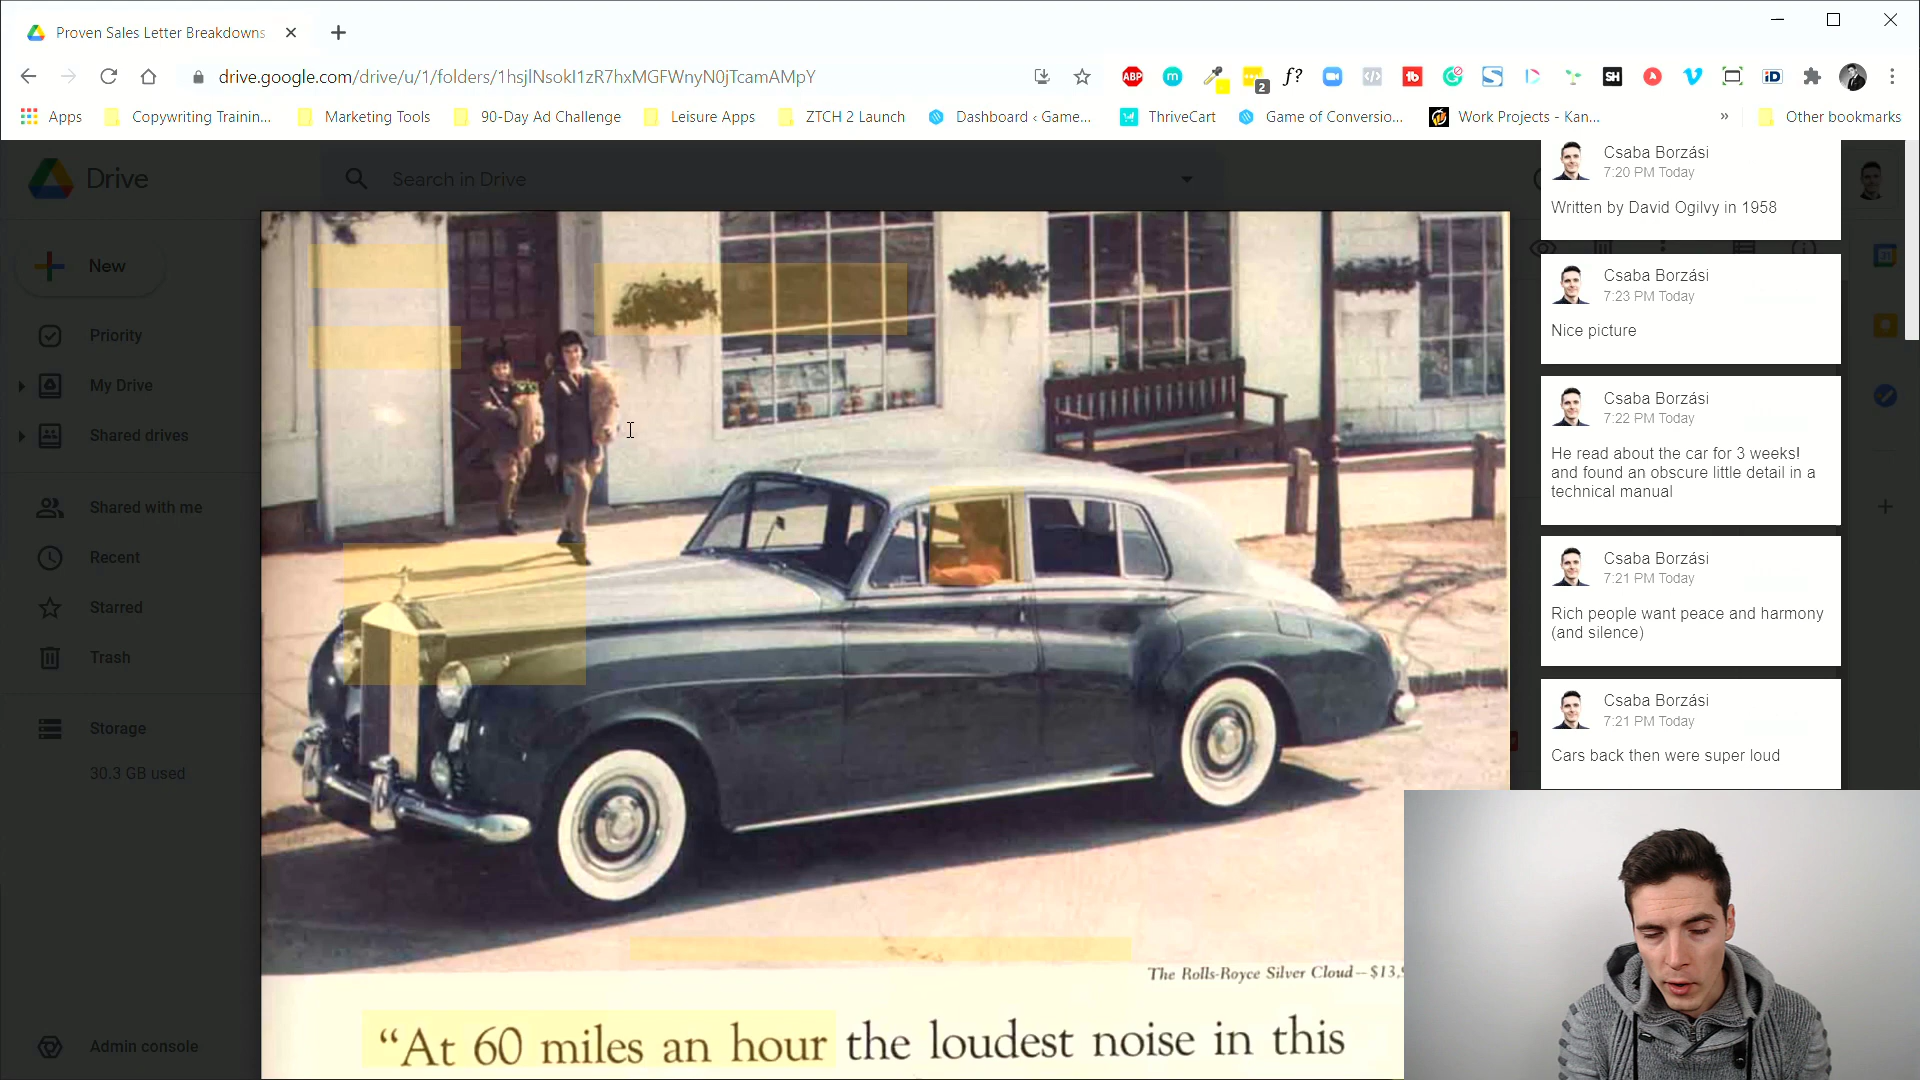 Proven Sales Letter Breakdowns
drive.google.com/drive/u/1/folders/1hsjlNsokI1zR7hxMGFWnyN0jTcamAMpY
ABP
m
2
f?
SH
iD
Apps
Copywriting Trainin...
Marketing Tools
90-Day Ad Challenge
Leisure Apps
ZTCH 2 Launch
Dashboard ‹ Game...
ThriveCart
Game of Conversio...
Work Projects - Kan...
»
Other bookmarks
Drive
Search in Drive
New
Priority
My Drive
Shared drives
Shared with me
Recent
Starred
Trash
Storage
30.3 GB used
Admin console
The Rolls-Royce Silver Cloud—$13,
“At 60 miles an hour the loudest noise in this
Csaba Borzási
7:20 PM Today
Written by David Ogilvy in 1958
Csaba Borzási
7:23 PM Today
Nice picture
Csaba Borzási
7:22 PM Today
He read about the car for 3 weeks!
and found an obscure little detail in a
technical manual
Csaba Borzási
7:21 PM Today
Rich people want peace and harmony
(and silence)
Csaba Borzási
7:21 PM Today
Cars back then were super loud